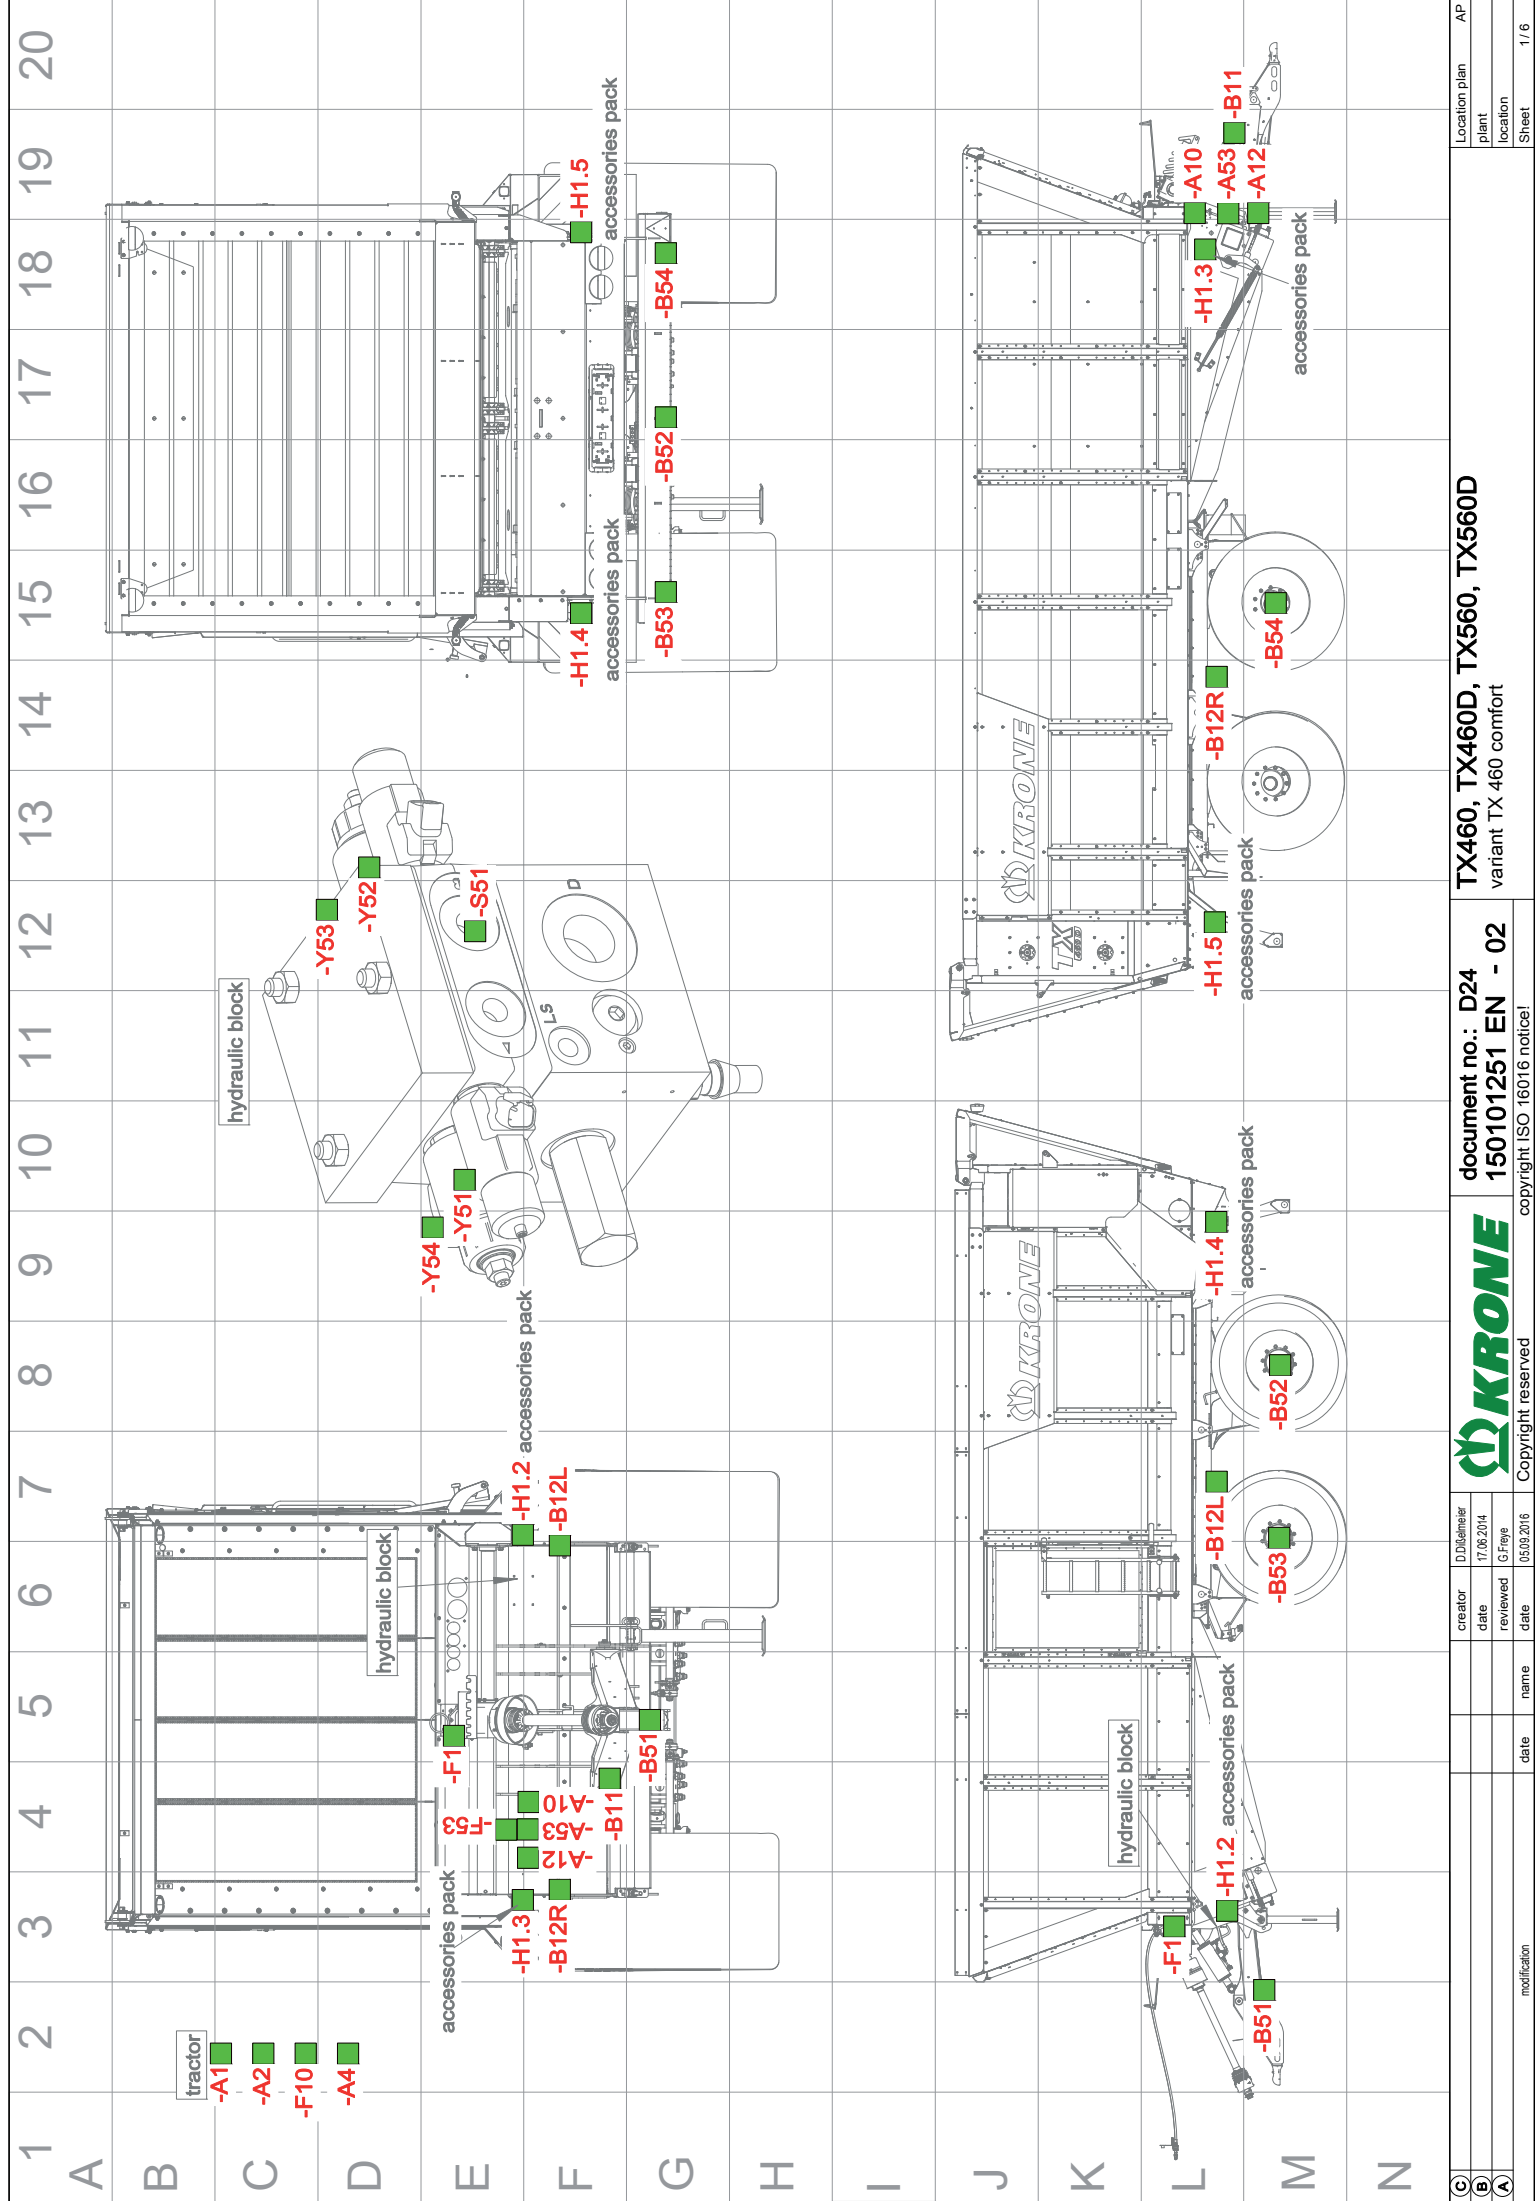 1 2 3 4 5 6 7 8 9 10 11 12 13 14 15 16 17 18 19 20
A
B
C
D
E
F
G
H
I
J
K
L
M
N
tractor
-A1
-A2
-F10
-A4
hydraulic block
-F1
-F53
accessories pack
-H1.3
-B12R
-A12
-A53
-A10
-B11
-B51
-H1.2
accessories pack
-B12L
hydraulic block
-Y53
-Y52
-S51
-Y54
-Y51
D
LS
-H1.4
accessories pack
-H1.5
accessories pack
-B53
-B52
-B54
KRONE
hydraulic block
-F1
-H1.2
accessories pack
-B51
-B12L
-B53
-B52
-H1.4
accessories pack
TX
KRONE
-H1.5
accessories pack
-B12R
-B54
-H1.3
accessories pack
-A10
-A53
-A12
-B11
C
B
A
modification
date
name
creator
D.Dißelmeier
date
17.06.2014
reviewed
G.Freye
date
05.09.2016
KRONE
Copyright reserved
copyright ISO 16016 notice!
document no.: D24
150101251 EN - 02
TX460, TX460D, TX560, TX560D
variant TX 460 comfort
Location plan AP
plant
location
Sheet 1 / 6